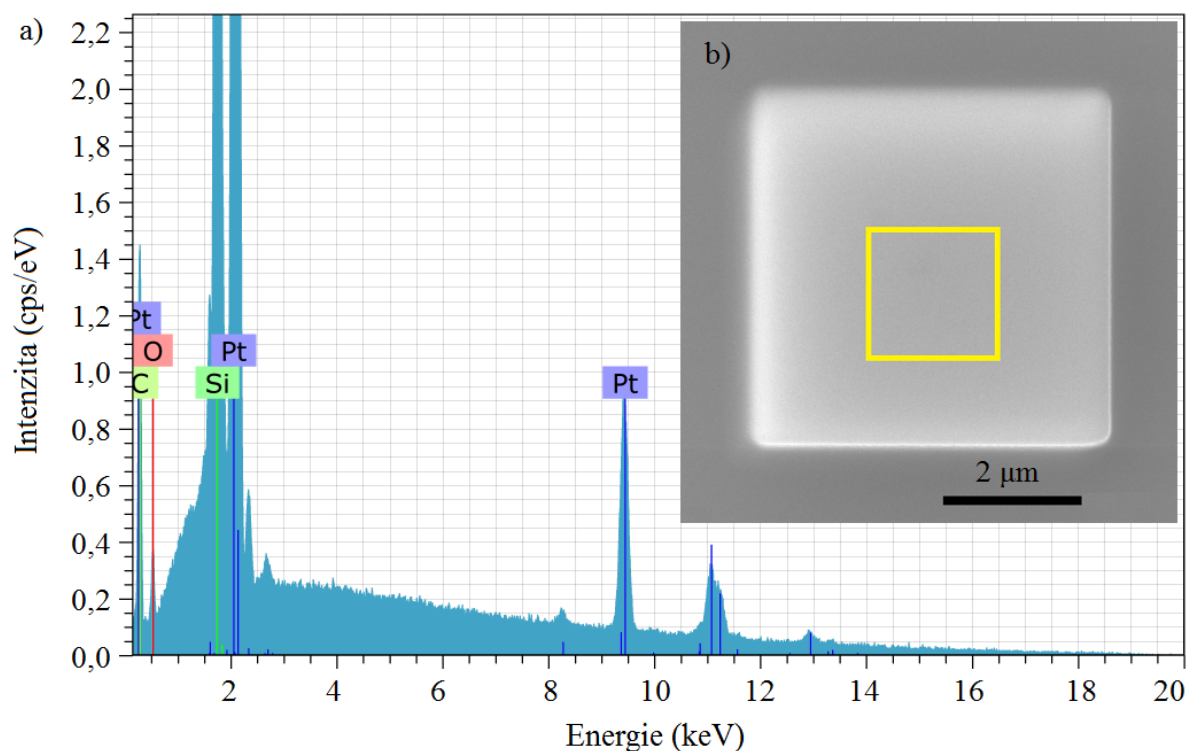 a)
Intenzita (cps/eV)
2,2
2,0
1,8
1,6
1,4
1,2
1,0
0,8
0,6
0,4
0,2
0,0
Pt
O
Pt
C
Si
Pt
2
4
6
8
10
12
14
16
18
20
Energie (keV)
b)
2 μm